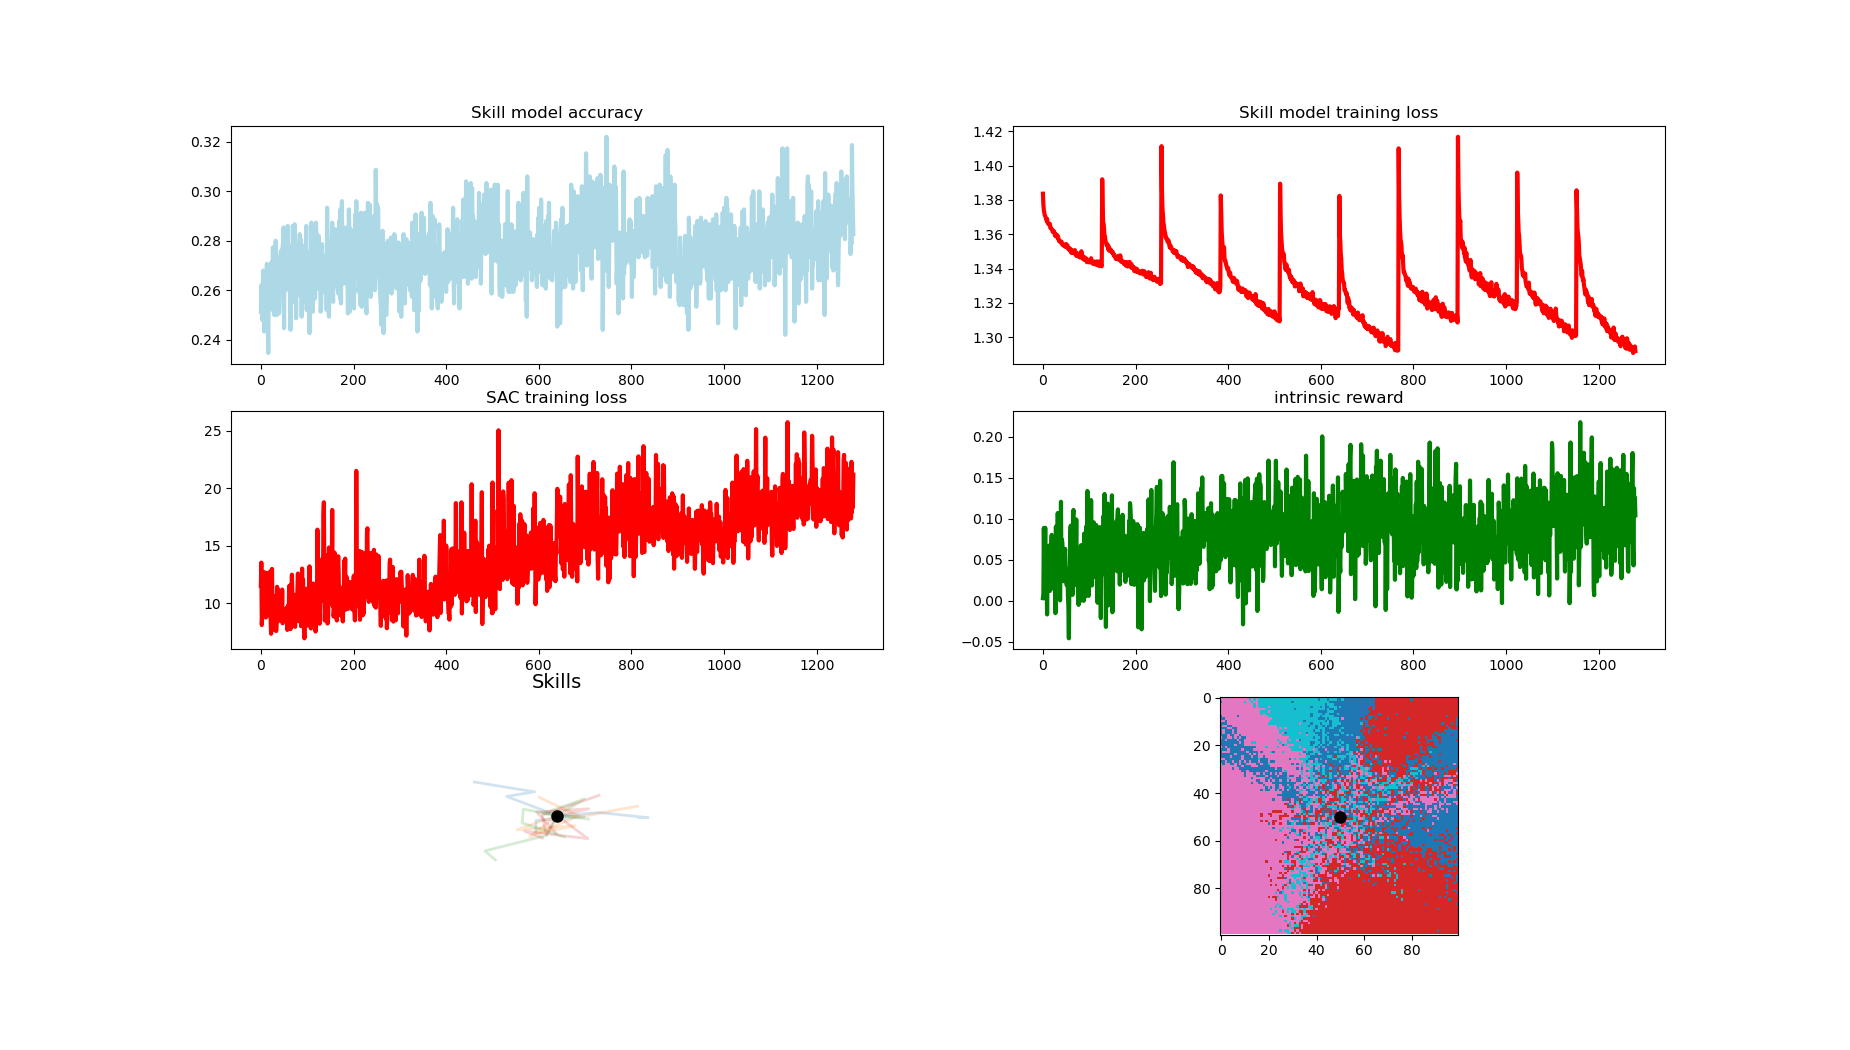 Skill model accuracy
0.32
0.30
0.28
0.26
0.24
0 200 400 600 800 1000 1200
Skill model training loss
1.42
1.40
1.38
1.36
1.34
1.32
1.30
0 200 400 600 800 1000 1200
SAC training loss
25
20
15
10
0 200 400 600 800 1000 1200
intrinsic reward
0.20
0.15
0.10
0.05
0.00
−0.05
0 200 400 600 800 1000 1200
Skills
0
20
40
60
80
0 20 40 60 80